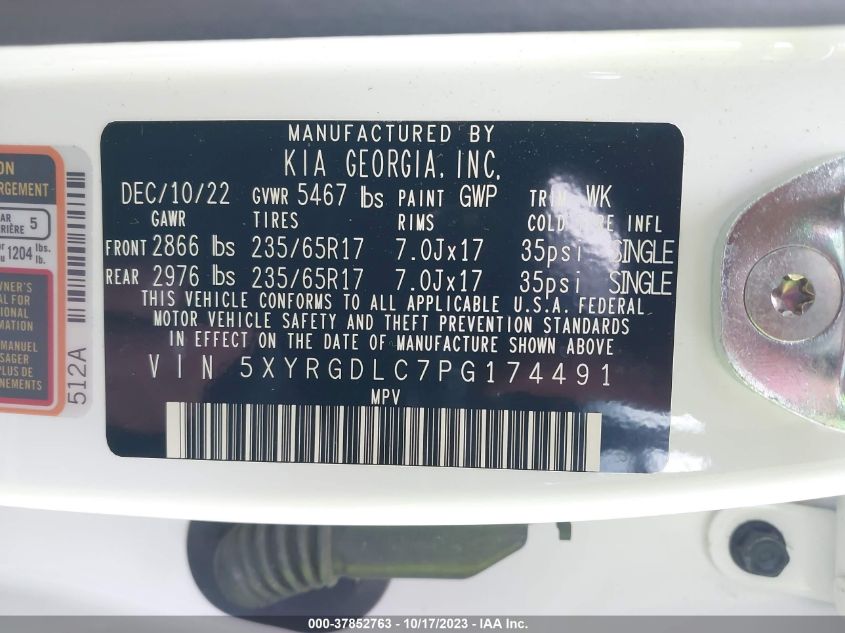 MANUFACTURED BY
KIA GEORGIA, INC.
DEC/10/22 GVWR 5467 lbs PAINT GWP TRIM WK
GAWR TIRES RIMS COLD TIRE INFL
FRONT 2866 lbs 235/65R17 7.0Jx17 35psi SINGLE
REAR 2976 lbs 235/65R17 7.0Jx17 35psi SINGLE
THIS VEHICLE CONFORMS TO ALL APPLICABLE U.S.A. FEDERAL
MOTOR VEHICLE SAFETY AND THEFT PREVENTION STANDARDS
IN EFFECT ON THE DATE OF MANUFACTURE SHOWN ABOVE.
VIN 5XYRGDLC7PG174491
MPV
5
1204 lbs.
lb.
MANUEL
512A
000-37852763 - 10/17/2023 - IAA Inc.